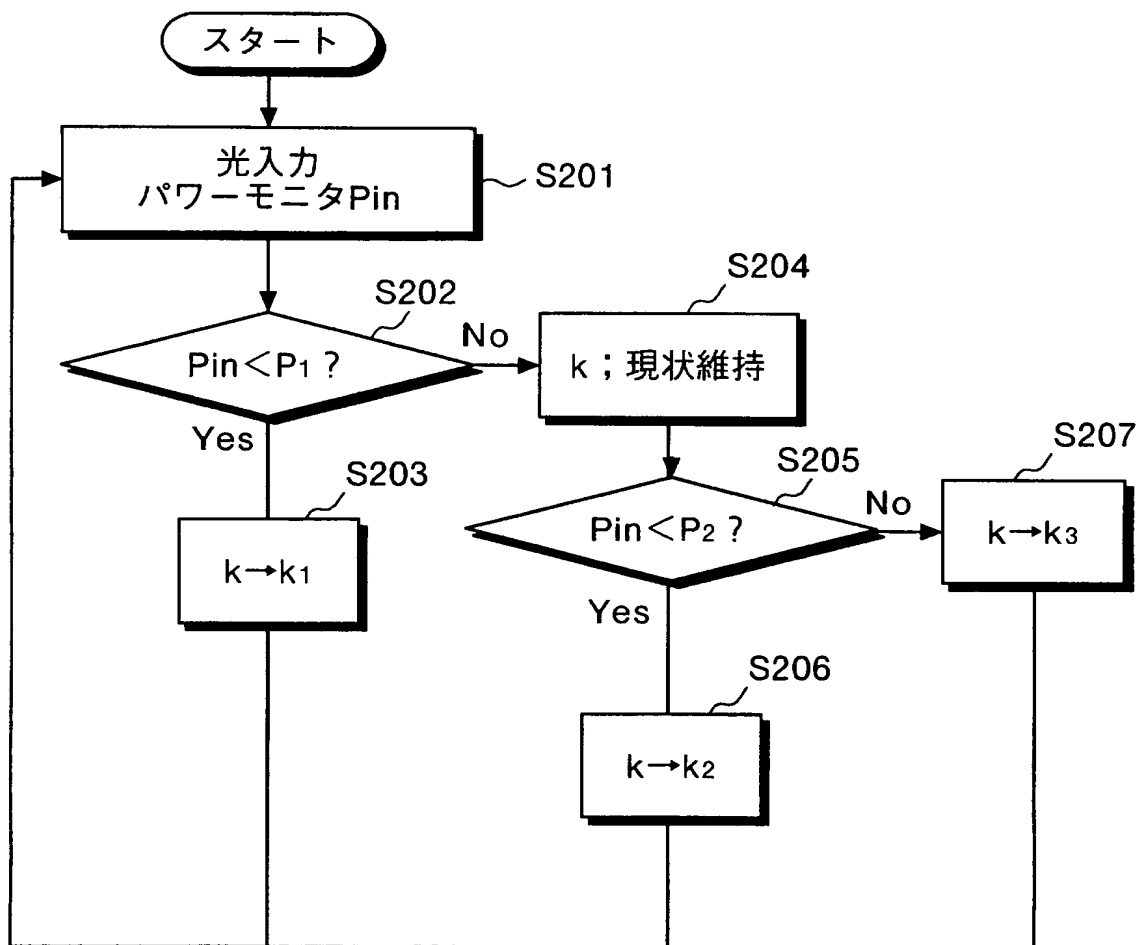 スタート
光入力
パワーモニタPin
S201
S202
Pin<P1?
No
S204
k;現状維持
Yes
S203
k→k1
S205
Pin<P2?
No
S207
k→k3
Yes
S206
k→k2